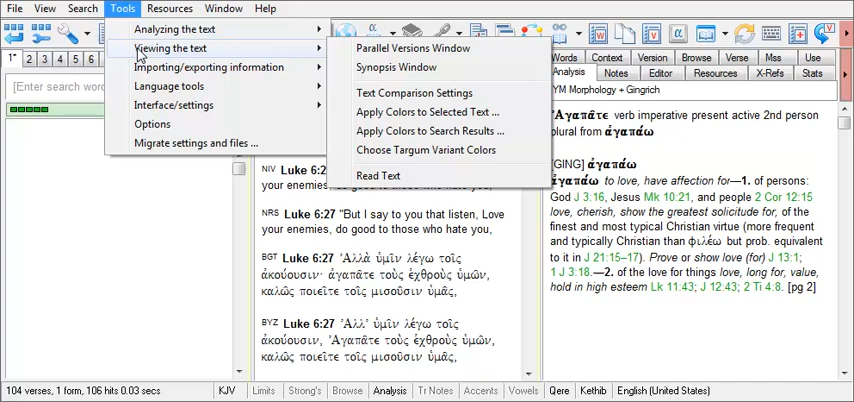 File View Search Tools Resources Window Help
Analyzing the text
Viewing the text
Importing/exporting information
Language tools
Interface/settings
Options
Migrate settings and files ...
Parallel Versions Window
Synopsis Window
Text Comparison Settings
Apply Colors to Selected Text ...
Apply Colors to Search Results ...
Choose Targum Variant Colors
Read Text
1* 2 3 4 5
[Enter search words
NIV Luke 6:27
your enemies, do good to those who hate you,
NRS Luke 6:27 "But I say to you that listen, Love
your enemies, do good to those who hate you,
BGT Luke 6:27 Ἀλλὰ ὑμῖν λέγω τοῖς
ἀκούουσιν· ἀγαπᾶτε τοὺς ἐχθροὺς ὑμῶν,
καλῶς ποιεῖτε τοῖς μισοῦσιν ὑμᾶς,
BYZ Luke 6:27 Ἀλλ' ὑμῖν λέγω τοῖς
ἀκούουσιν, Ἀγαπᾶτε τοὺς ἐχθροὺς ὑμῶν,
καλῶς ποιεῖτε τοῖς μισοῦσιν ὑμᾶς,
Words Context Version Browse Verse Mss Use
Analysis Notes Editor Resources X-Refs Stats
YM Morphology + Gingrich
Ἀγαπᾶτε verb imperative present active 2nd person
plural from ἀγαπάω
[GING] ἀγαπάω
ἀγαπάω to love, have affection for—1. of persons:
God J 3:16, Jesus Mk 10:21, and people 2 Cor 12:15
love, cherish, show the greatest solicitude for, of the
finest and most typical Christian virtue (more frequent
and typically Christian than φιλέω but prob. equivalent
to it in J 21:15–17). Prove or show love (for) J 13:1;
1 J 3:18.—2. of the love for things love, long for, value,
hold in high esteem Lk 11:43; J 12:43; 2 Ti 4:8. [pg 2]
104 verses, 1 form, 106 hits 0.03 secs KJV Limits Strong's Browse Analysis Tr Notes Accents Vowels Qere Kethib English (United States)